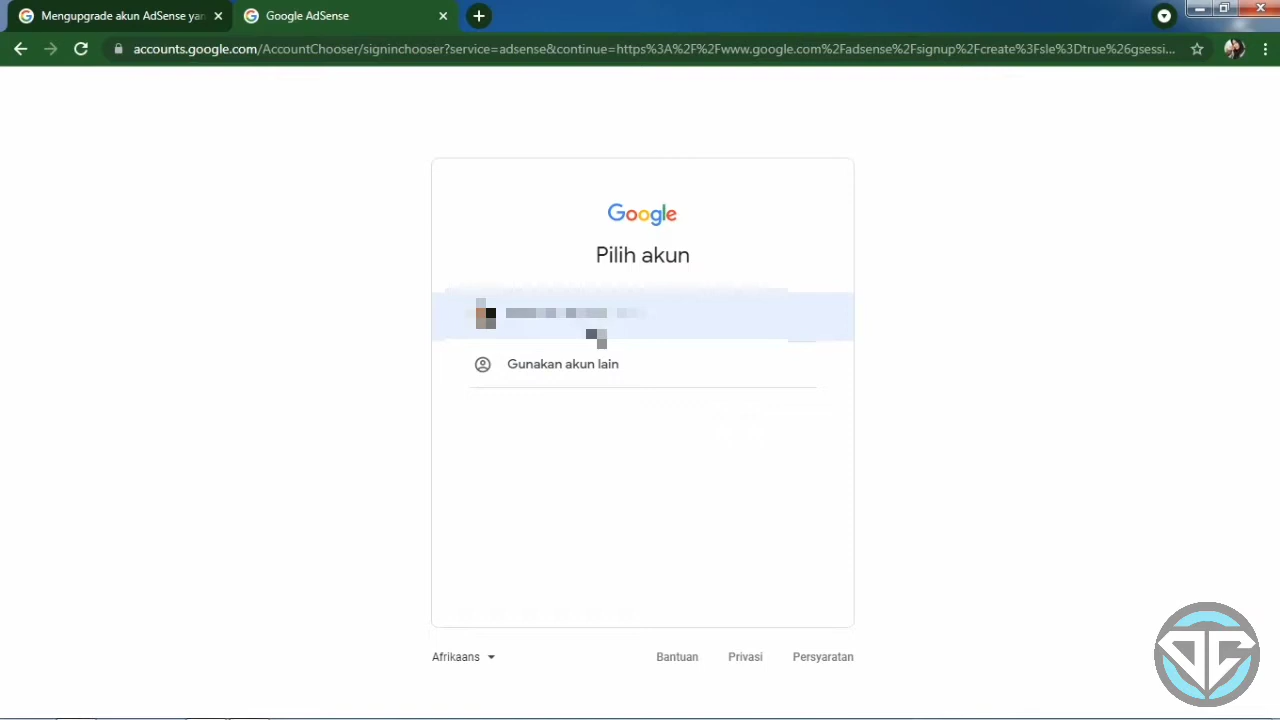 Mengupgrade akun AdSense yan
Google AdSense
accounts.google.com/AccountChooser/signinchooser?service=adsense&continue=https%3A%2F%2Fwww.google.com%2Fadsense%2Fsignup%2Fcreate%3Fsle%3Dtrue%26gsessi...
Google
Pilih akun
Gunakan akun lain
Afrikaans
Bantuan
Privasi
Persyaratan